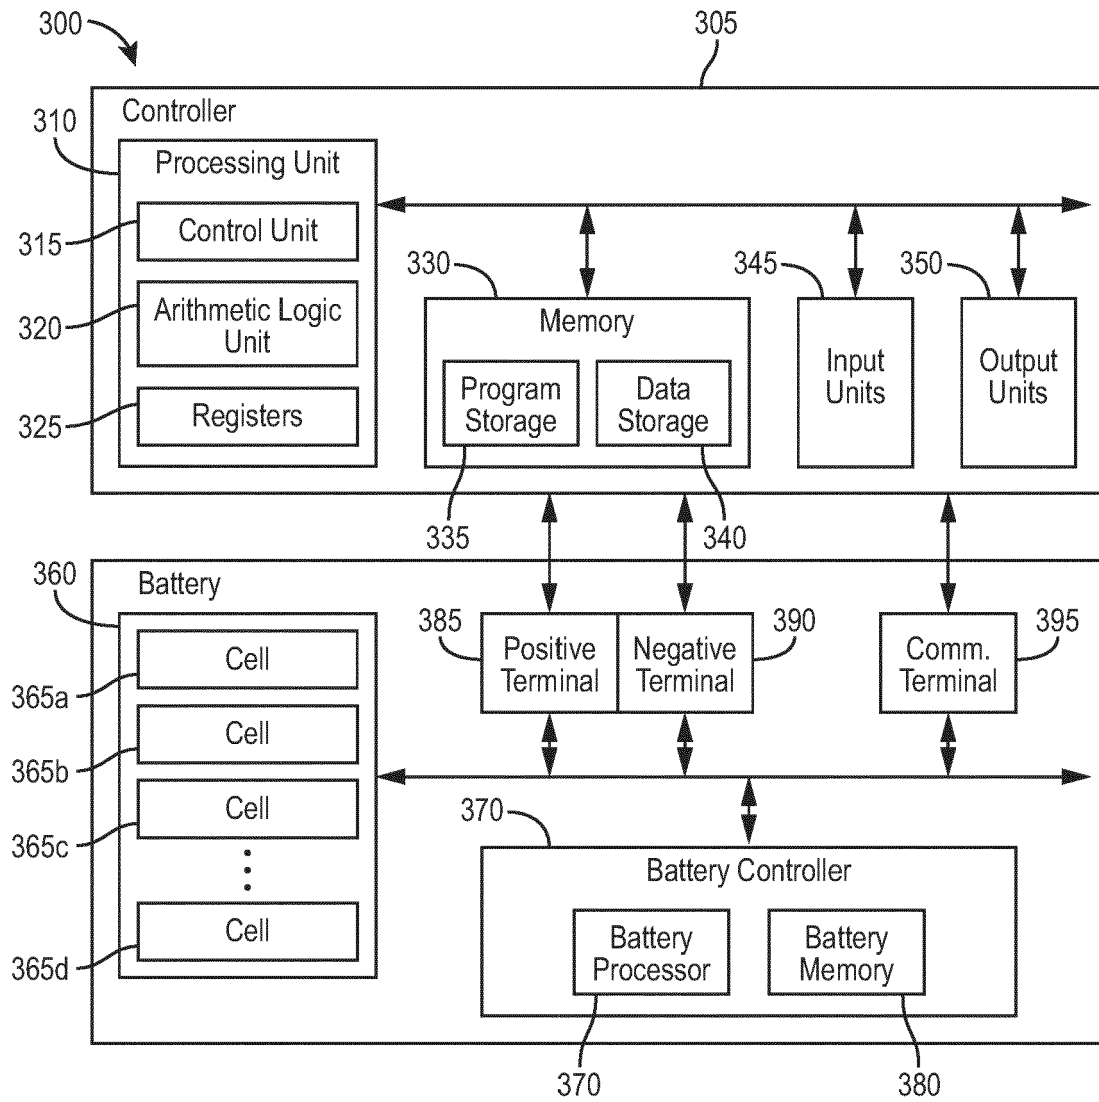 300
305
Controller
310
Processing Unit
315
Control Unit
320
Arithmetic Logic
Unit
325
Registers
330
Memory
Program
Storage
Data
Storage
335
340
345
Input
Units
350
Output
Units
360
Battery
Cell
365a
Cell
365b
Cell
365c
Cell
365d
385
Positive
Terminal
Negative
Terminal
390
Comm.
Terminal
395
370
Battery Controller
Battery
Processor
Battery
Memory
370
380